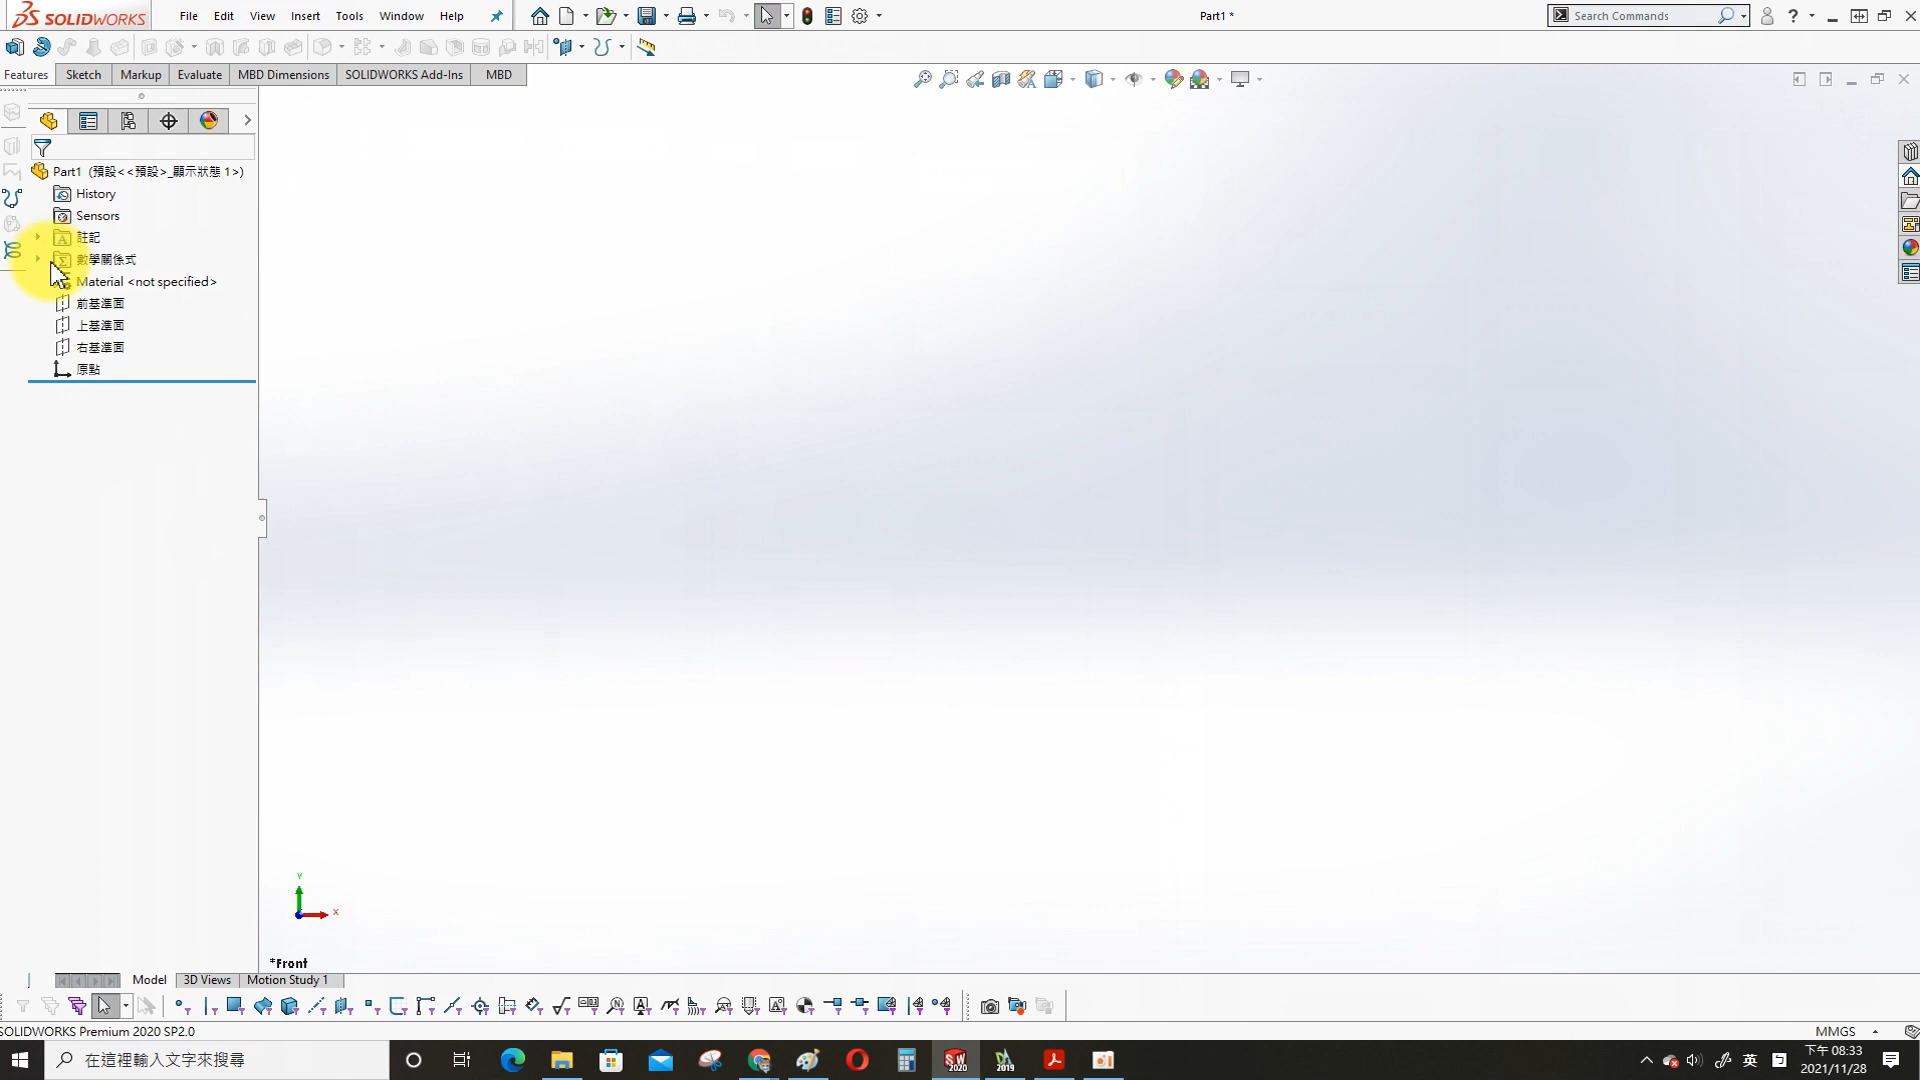 SOLIDWORKS File Edit View Insert Tools Window Help Part1 * Search Commands
Features Sketch Markup Evaluate MBD Dimensions SOLIDWORKS Add-Ins MBD
Part1 (預設<<預設>_顯示狀態 1>)
History
Sensors
註記
數學關係式
Material <not specified>
前基準面
上基準面
右基準面
原點
Y
X
*Front
Model 3D Views Motion Study 1
SOLIDWORKS Premium 2020 SP2.0 MMGS
在這裡輸入文字來搜尋 SW 2020 2019 英 下午 08:33
2021/11/28